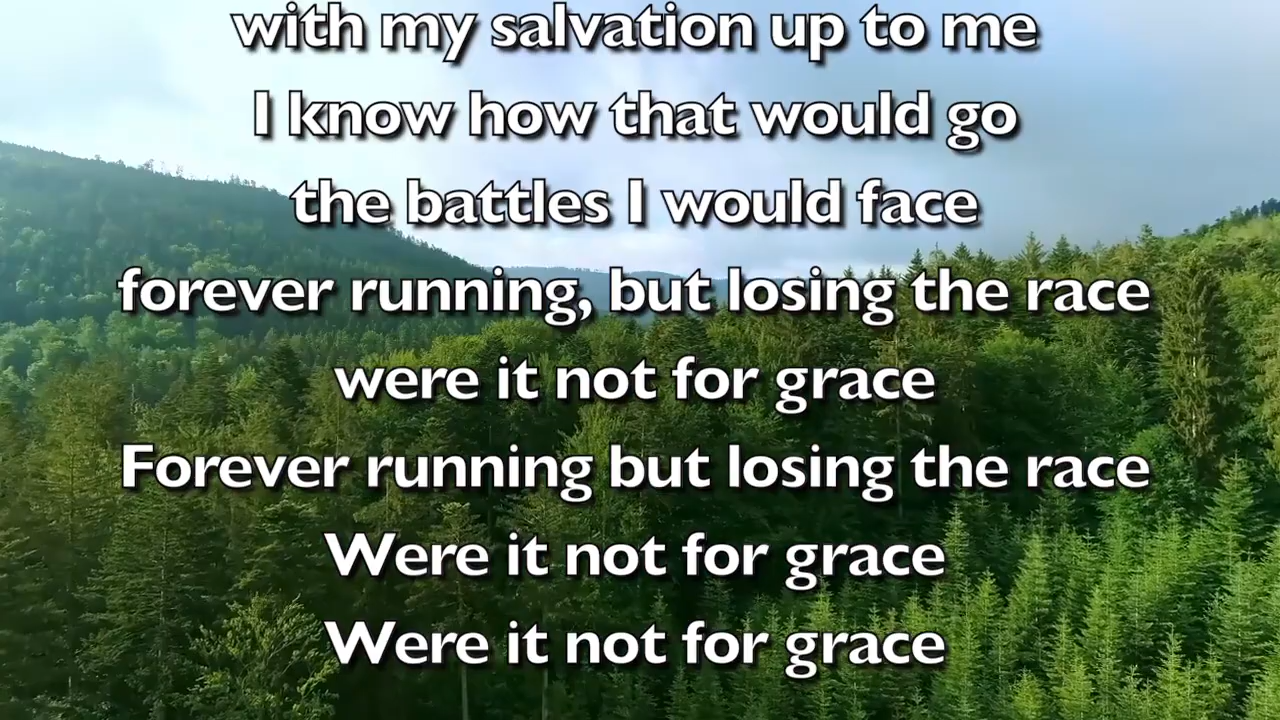 with my salvation up to me
I know how that would go
the battles I would face
forever running, but losing the race
were it not for grace
Forever running but losing the race
Were it not for grace
Were it not for grace